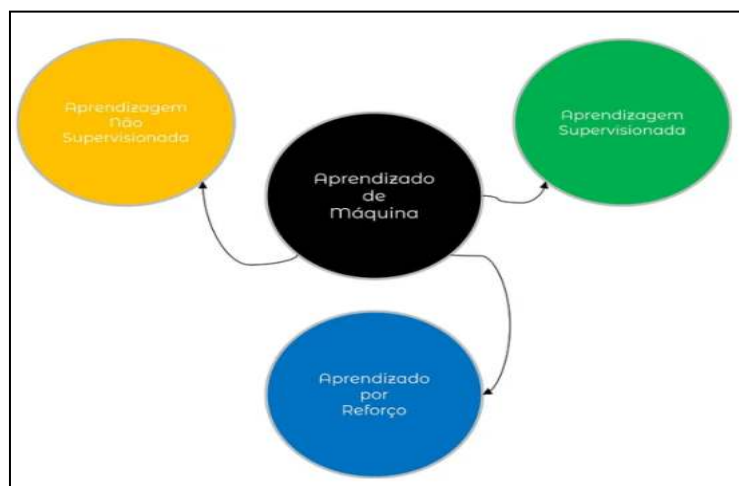 Aprendizagem
Não
Supervisionada
Aprendizagem
Supervisionada
Aprendizado
de
Máquina
Aprendizado
por
Reforço